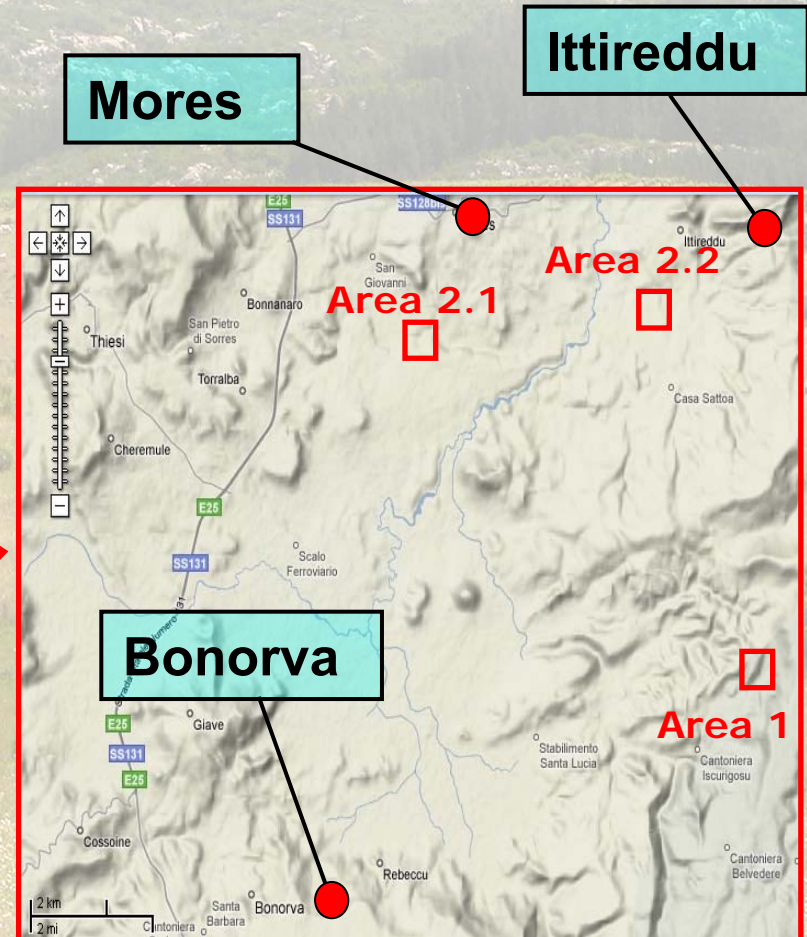 Ittireddu
Mores
E25
SS131
SS128bis
Ittireddu
San
Giovanni
Area 2.2
Area 2.1
Bonnanaro
Thiesi
San Pietro
di Sorres
Torralba
Casa Sattoa
Cheremule
E25
SS131
Scalo
Ferroviario
Bonorva
Area 1
E25
Giave
SS131
Stabilimento
Santa Lucia
Cantoniera
Iscurigosu
E25
Cossoine
Cantoniera
Belvedere
Rebeccu
2 km
2 mi
Santa
Barbara
Bonorva
Cantoniera